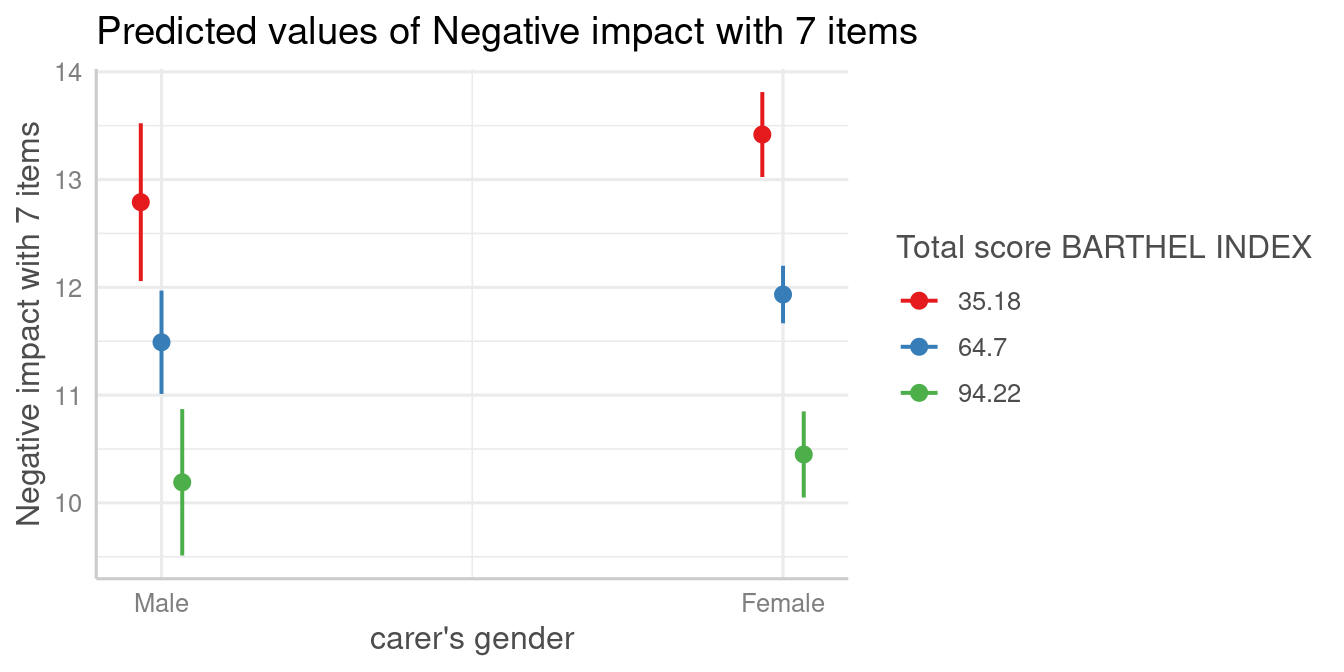 Predicted values of Negative impact with 7 items
Negative impact with 7 items
14
13
12
11
10
Male
Female
carer's gender
Total score BARTHEL INDEX
35.18
64.7
94.22